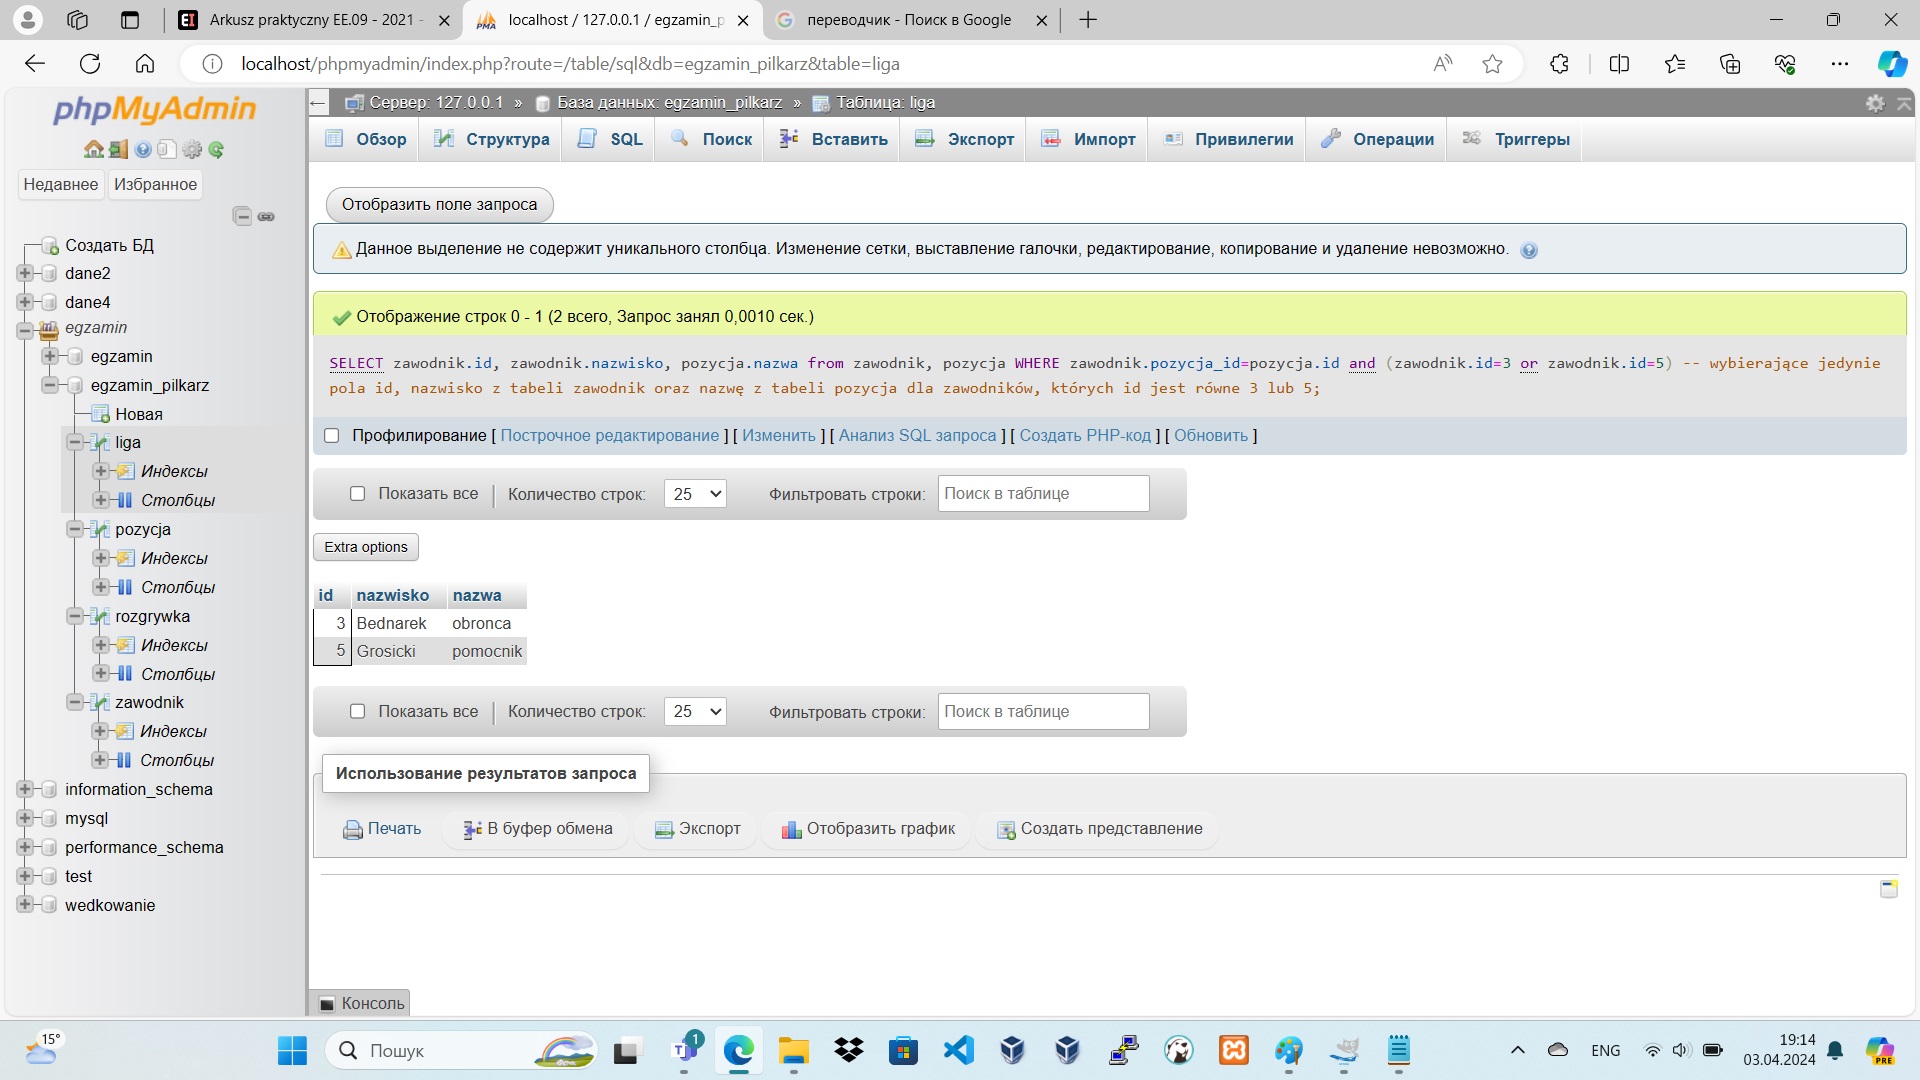 Arkusz praktyczny EE.09 - 2021 -
localhost / 127.0.0.1 / egzamin_p
переводчик - Поиск в Google
localhost/phpmyadmin/index.php?route=/table/sql&db=egzamin_pilkarz&table=liga
phpMyAdmin
Недавнее Избранное
Создать БД
dane2
dane4
egzamin
egzamin
egzamin_pilkarz
Новая
liga
Индексы
Столбцы
pozycja
Индексы
Столбцы
rozgrywka
Индексы
Столбцы
zawodnik
Индексы
Столбцы
information_schema
mysql
performance_schema
test
wedkowanie
Сервер: 127.0.0.1 » База данных: egzamin_pilkarz » Таблица: liga
Обзор Структура SQL Поиск Вставить Экспорт Импорт Привилегии Операции Триггеры
Отобразить поле запроса
Данное выделение не содержит уникального столбца. Изменение сетки, выставление галочки, редактирование, копирование и удаление невозможно.
Отображение строк 0 - 1 (2 всего, Запрос занял 0,0010 сек.)
SELECT zawodnik.id, zawodnik.nazwisko, pozycja.nazwa from zawodnik, pozycja WHERE zawodnik.pozycja_id=pozycja.id and (zawodnik.id=3 or zawodnik.id=5) -- wybierające jedynie
pola id, nazwisko z tabeli zawodnik oraz nazwę z tabeli pozycja dla zawodników, których id jest równe 3 lub 5;
Профилирование [ Построчное редактирование ] [ Изменить ] [ Анализ SQL запроса ] [ Создать PHP-код ] [ Обновить ]
Показать все Количество строк: 25 Фильтровать строки: Поиск в таблице
Extra options
id nazwisko nazwa
3 Bednarek obronca
5 Grosicki pomocnik
Показать все Количество строк: 25 Фильтровать строки: Поиск в таблице
Использование результатов запроса
Печать В буфер обмена Экспорт Отобразить график Создать представление
Консоль
15°
Пошук
1
ENG
19:14
03.04.2024
PRE